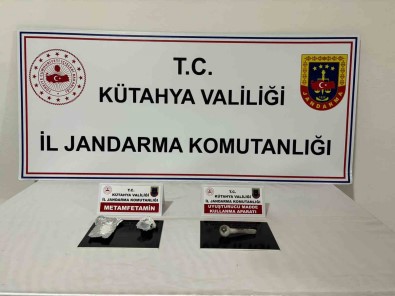 T.C.
KÜTAHYA VALİLİĞİ
İL JANDARMA KOMUTANLIĞI
JANDARMA
T.C.
KÜTAHYA VALİLİĞİ
İL JANDARMA KOMUTANLIĞI
METAMFETAMİN
T.C.
KÜTAHYA VALİLİĞİ
İL JANDARMA KOMUTANLIĞI
UYUŞTURUCU MADDE
KULLANMA APARATI